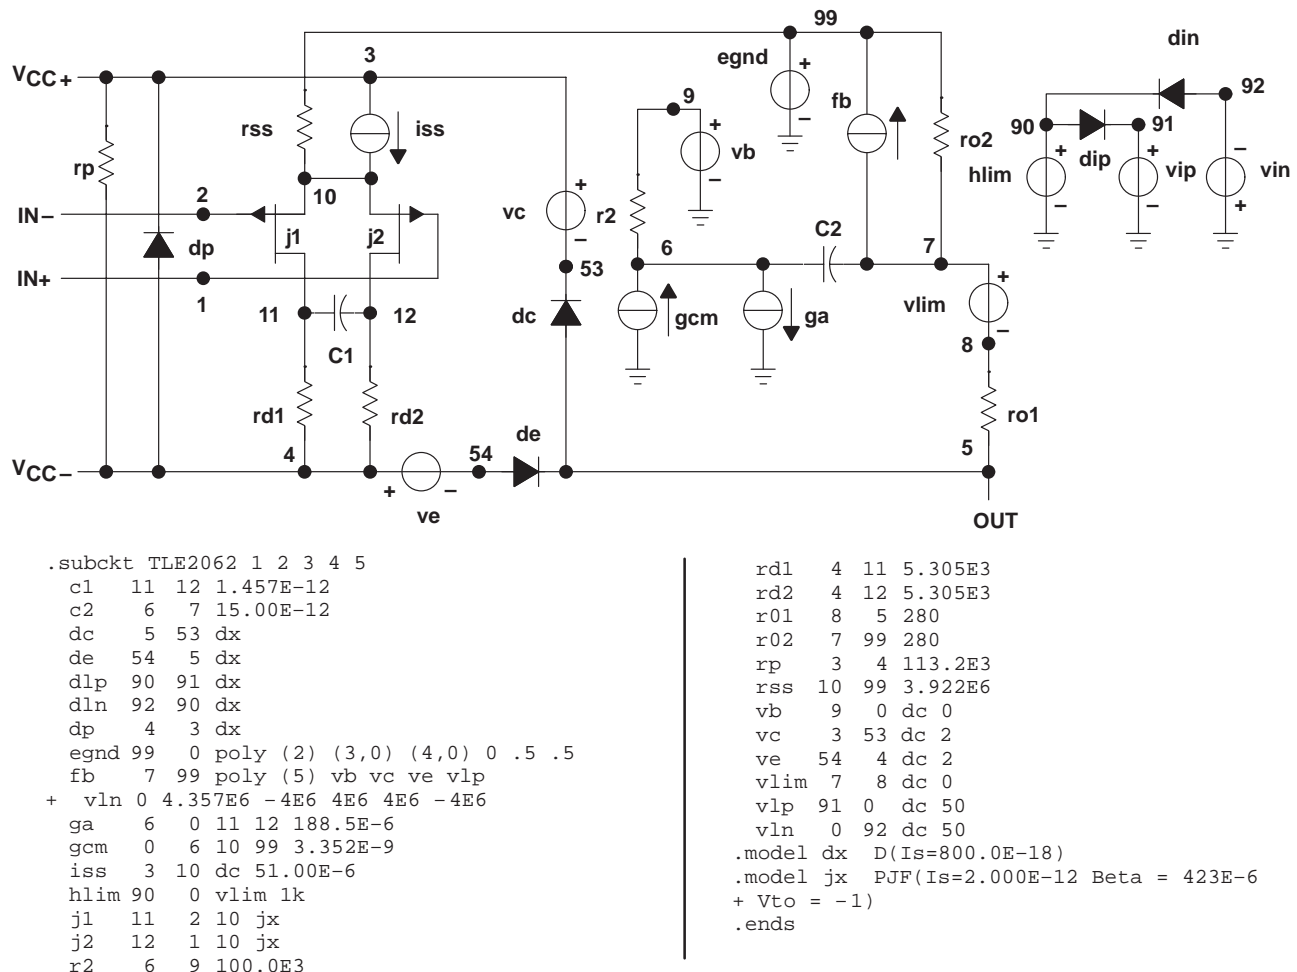 99
din
3
egnd
+
92
VCC+
9
fb
+
90
91
rss
iss
vb
ro2
dip
rp
hlim
vip
vin
10
2
+
IN−
vc
r2
C2
j1
j2
dp
6
7
IN+
53
1
vlim
11
12
dc
gcm
ga
8
C1
rd1
rd2
ro1
de
4
54
5
VCC−
+
−
ve
OUT
.subckt TLE2062 1 2 3 4 5
c1 11 12 1.457E−12
c2 6 7 15.00E−12
dc 5 53 dx
de 54 5 dx
dlp 90 91 dx
dln 92 90 dx
dp 4 3 dx
egnd 99 0 poly (2) (3,0) (4,0) 0 .5 .5
fb 7 99 poly (5) vb vc ve vlp
+ vln 0 4.357E6 −4E6 4E6 4E6 −4E6
ga 6 0 11 12 188.5E−6
gcm 0 6 10 99 3.352E−9
iss 3 10 dc 51.00E−6
hlim 90 0 vlim 1k
j1 11 2 10 jx
j2 12 1 10 jx
r2 6 9 100.0E3
rd1 4 11 5.305E3
rd2 4 12 5.305E3
r01 8 5 280
r02 7 99 280
rp 3 4 113.2E3
rss 10 99 3.922E6
vb 9 0 dc 0
vc 3 53 dc 2
ve 54 4 dc 2
vlim 7 8 dc 0
vlp 91 0 dc 50
vln 0 92 dc 50
.model dx D(Is=800.0E−18)
.model jx PJF(Is=2.000E−12 Beta = 423E−6
+ Vto = −1)
.ends